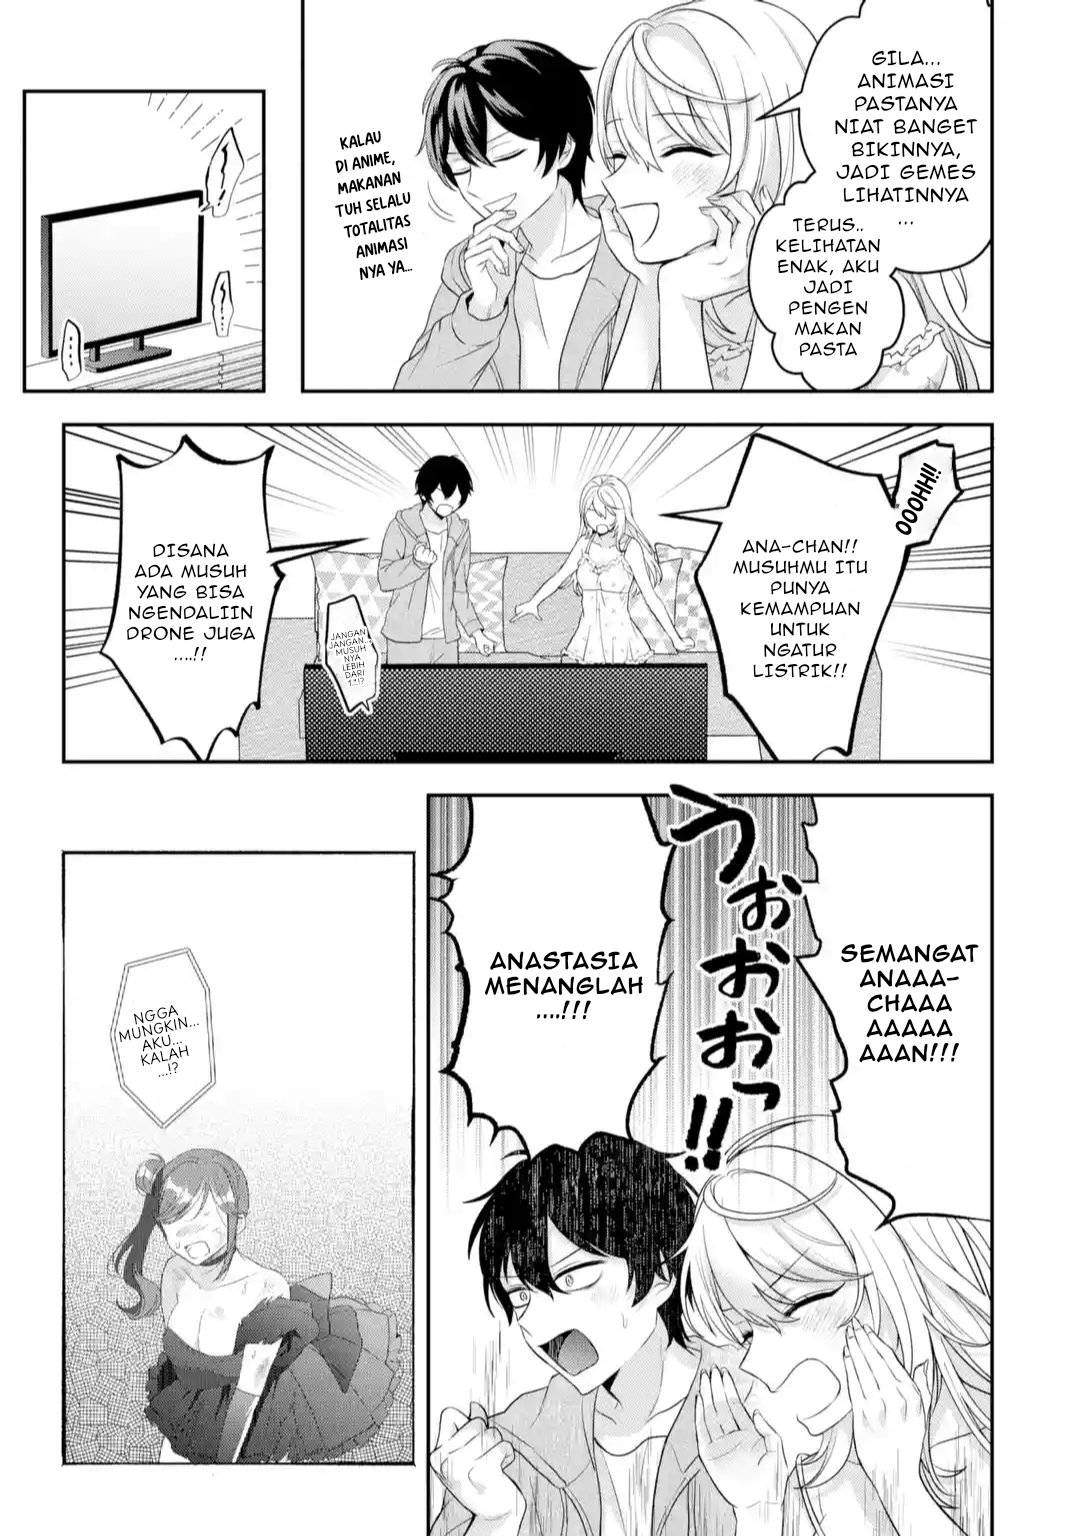 GILA...
ANIMASI
PASTANYA
NIAT BANGET
BIKINNYA,
JADI GEMES
LIHATINNYA
...
TERUS..
KELIHATAN
ENAK, AKU
JADI
PENGEN
MAKAN
PASTA
KALAU
DI ANIME,
MAKANAN
TUH SELALU
TOTALITAS
ANIMASI
NYA YA...
OOOHH!!
ANA-CHAN!!
MUSUHMU ITU
PUNYA
KEMAMPUAN
UNTUK
NGATUR
LISTRIK!!
JANGAN
JANGAN...
MUSUH
NYA
LEBIH
DARI
1..!?
DISANA
ADA MUSUH
YANG BISA
NGENDALIIN
DRONE JUGA
....!!
SEMANGAT
ANAAA-
CHAAA
AAAAA
AAAN!!!
うぉおおぉっ!!
ANASTASIA
MENANGLAH
....!!!
NGGA
MUNGKIN...
AKU...
KALAH
...!?